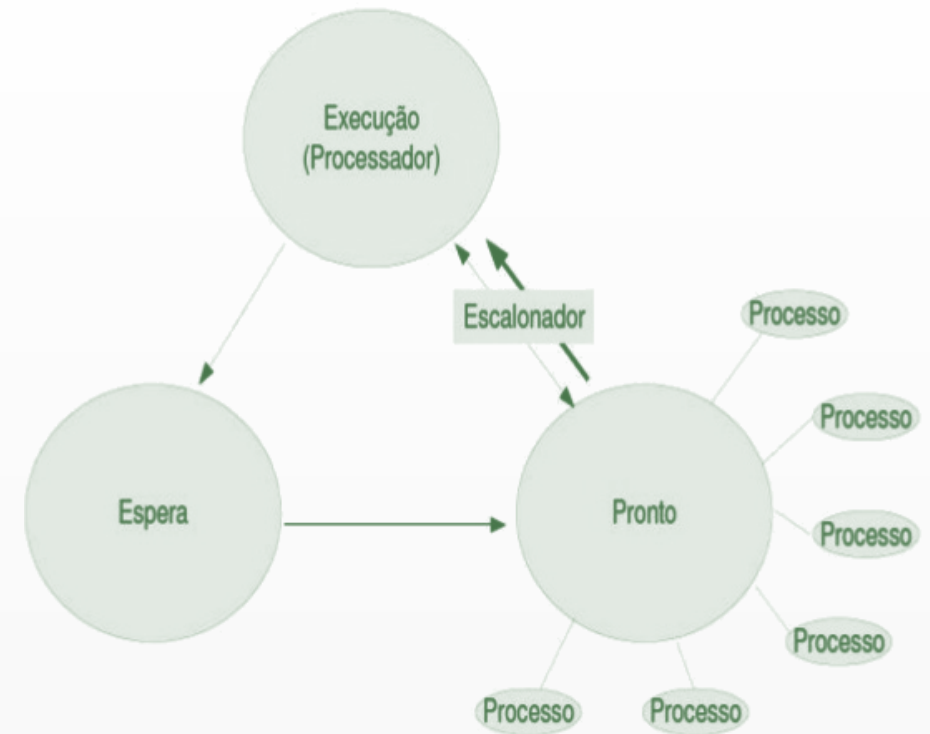 Execução
(Processador)
Escalonador
Processo
Processo
Espera
Pronto
Processo
Processo
Processo
Processo